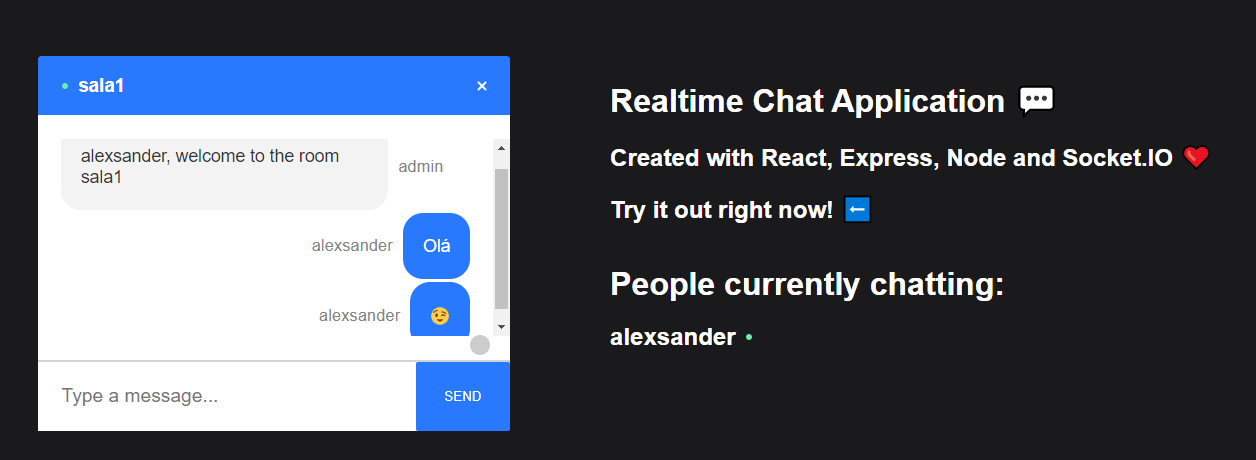 sala1
alexsander, welcome to the room
sala1
admin
alexsander
Olá
alexsander
😉
Type a message...
SEND
Realtime Chat Application 💬
Created with React, Express, Node and Socket.IO ❤️
Try it out right now! ⬅️
People currently chatting:
alexsander